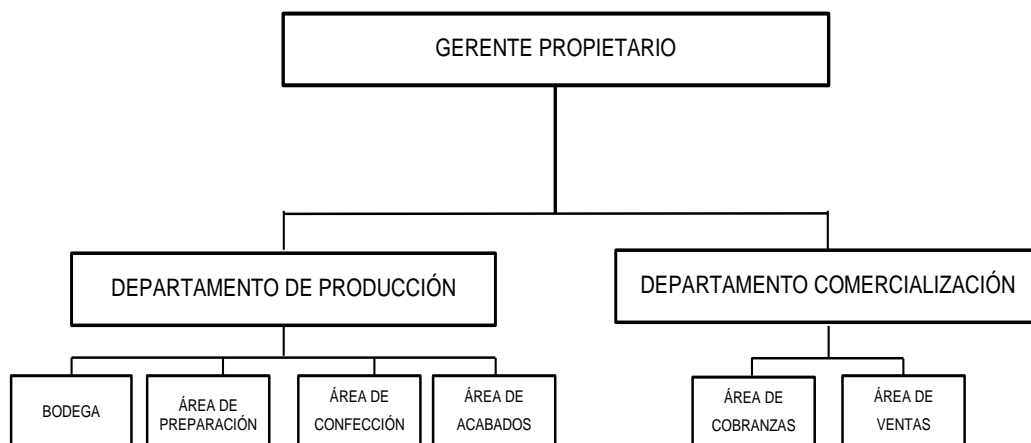 GERENTE PROPIETARIO
DEPARTAMENTO DE PRODUCCIÓN
DEPARTAMENTO COMERCIALIZACIÓN
BODEGA
ÁREA DE
PREPARACIÓN
ÁREA DE
CONFECCIÓN
ÁREA DE
ACABADOS
ÁREA DE
COBRANZAS
ÁREA DE
VENTAS